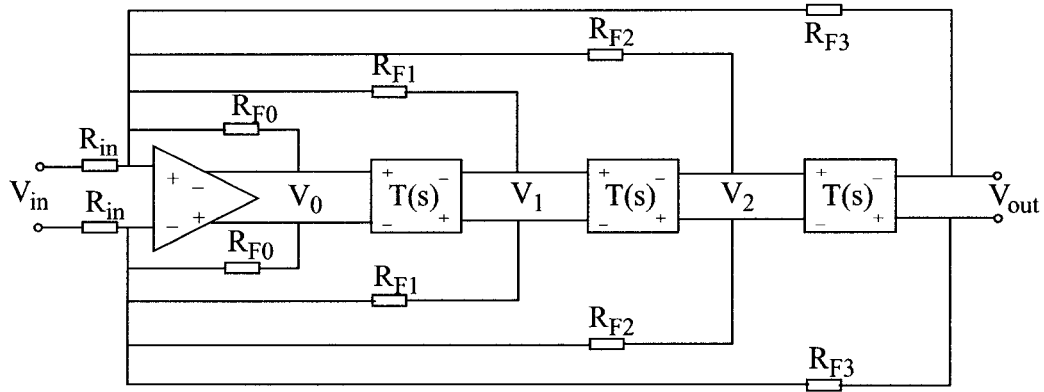 R_F3
R_F2
R_F1
R_F0
R_in
V_in
R_in
+ − − +
V_0
+ − T(s) − +
V_1
+ − T(s) − +
V_2
+ − T(s) − +
V_out
R_F0
R_F1
R_F2
R_F3